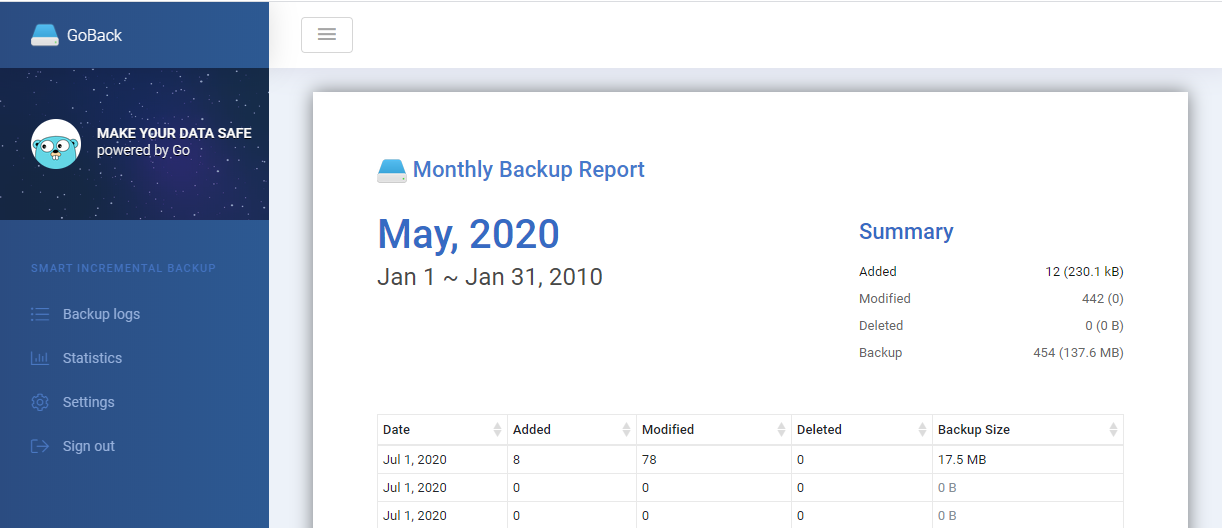 GoBack
MAKE YOUR DATA SAFE
powered by Go
SMART INCREMENTAL BACKUP
Backup logs
Statistics
Settings
Sign out
Monthly Backup Report
May, 2020
Jan 1 ~ Jan 31, 2010
Summary
Added 12 (230.1 kB)
Modified 442 (0)
Deleted 0 (0 B)
Backup 454 (137.6 MB)
Date Added Modified Deleted Backup Size
Jul 1, 2020 8 78 0 17.5 MB
Jul 1, 2020 0 0 0 0 B
Jul 1, 2020 0 0 0 0 B